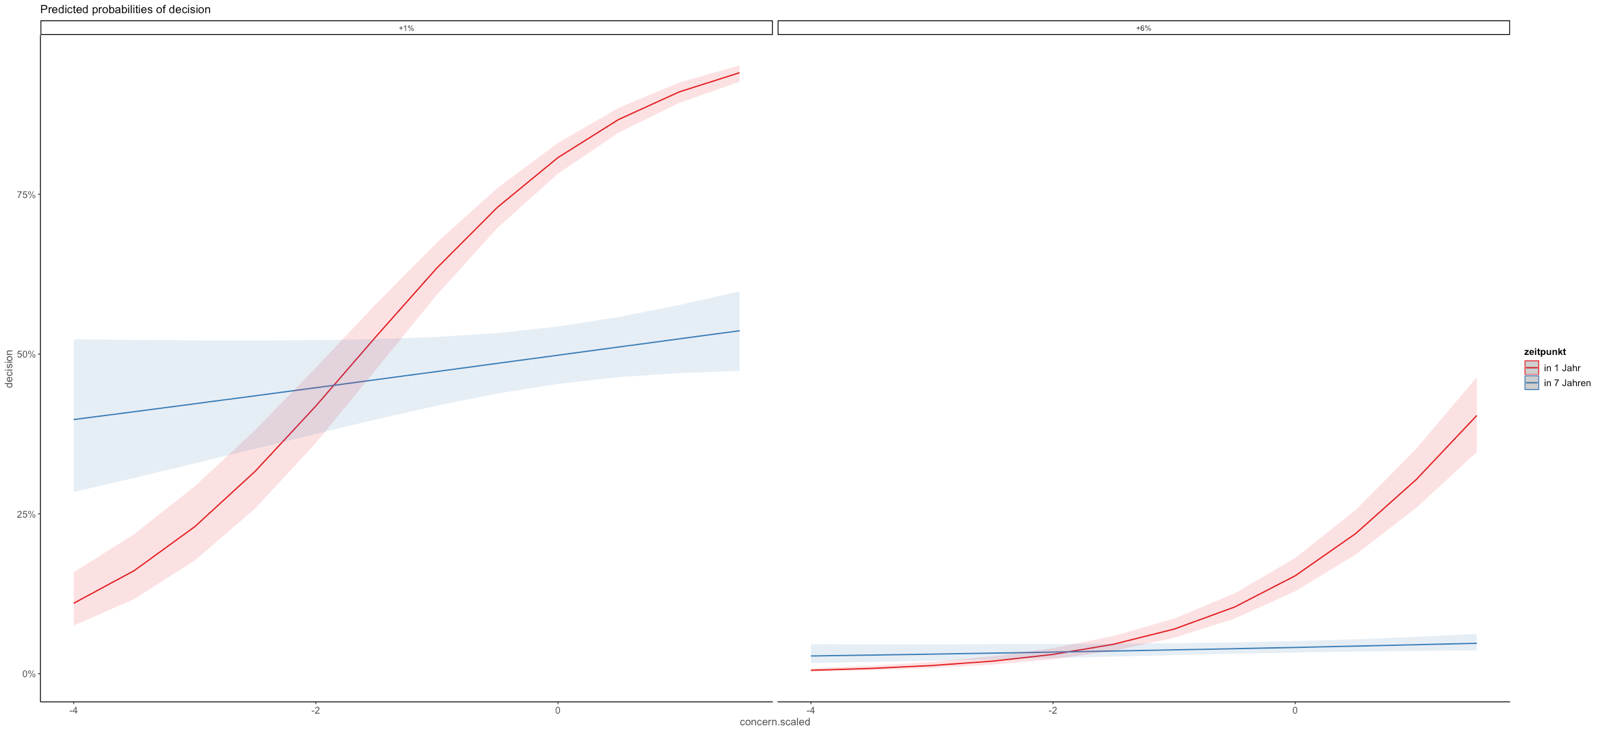 Predicted probabilities of decision
+1%
+6%
75%
50%
25%
0%
decision
-4
-2
0
-4
-2
0
concern.scaled
zeitpunkt
in 1 Jahr
in 7 Jahren